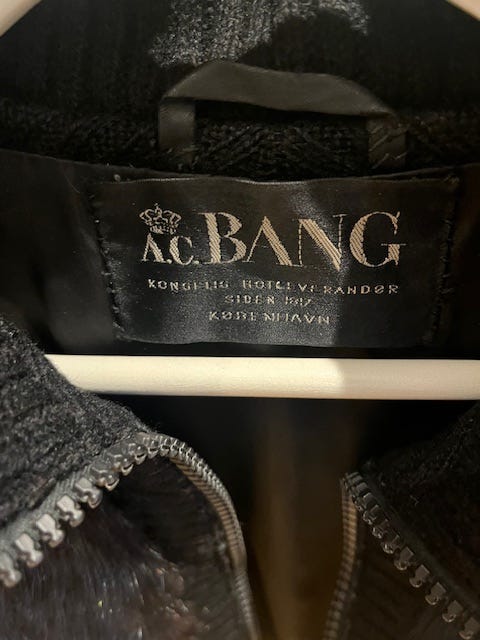 A.C. BANG
KONGELIG HOFLEVERANDØR
SIDEN 1817
KØBENHAVN